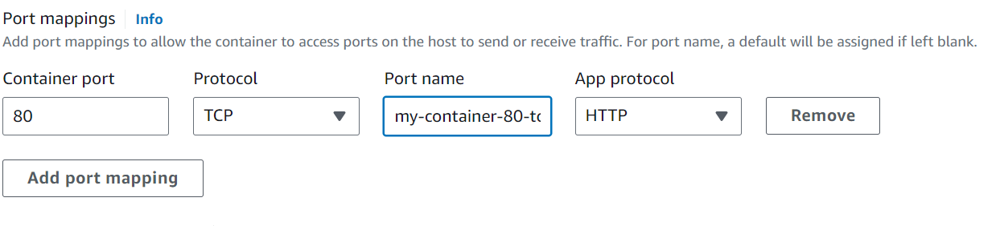 Port mappings Info
Add port mappings to allow the container to access ports on the host to send or receive traffic. For port name, a default will be assigned if left blank.
Container port Protocol Port name App protocol
80 TCP my-container-80-tc HTTP Remove
Add port mapping